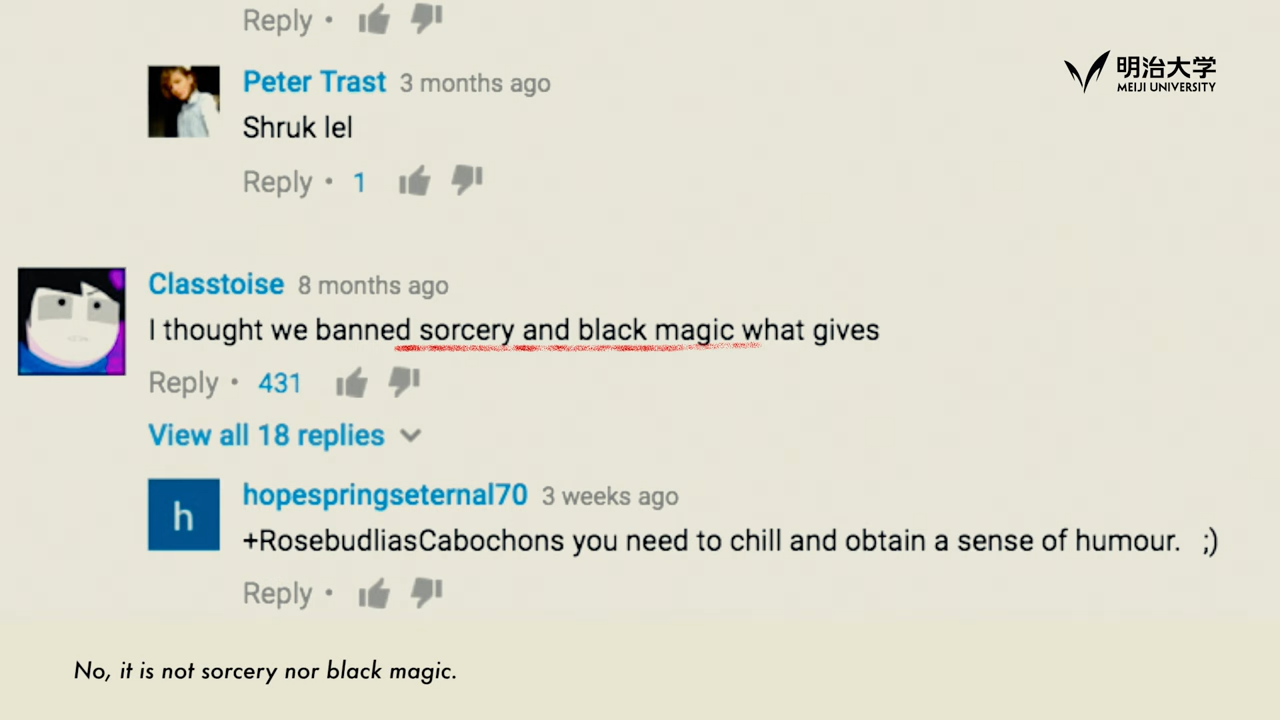 Reply •
明治大学
MEIJI UNIVERSITY
Peter Trast 3 months ago
Shruk lel
Reply • 1
Classtoise 8 months ago
I thought we banned sorcery and black magic what gives
Reply • 431
View all 18 replies
h
hopespringseternal70 3 weeks ago
+RosebudliasCabochons you need to chill and obtain a sense of humour. ;)
Reply •
No, it is not sorcery nor black magic.